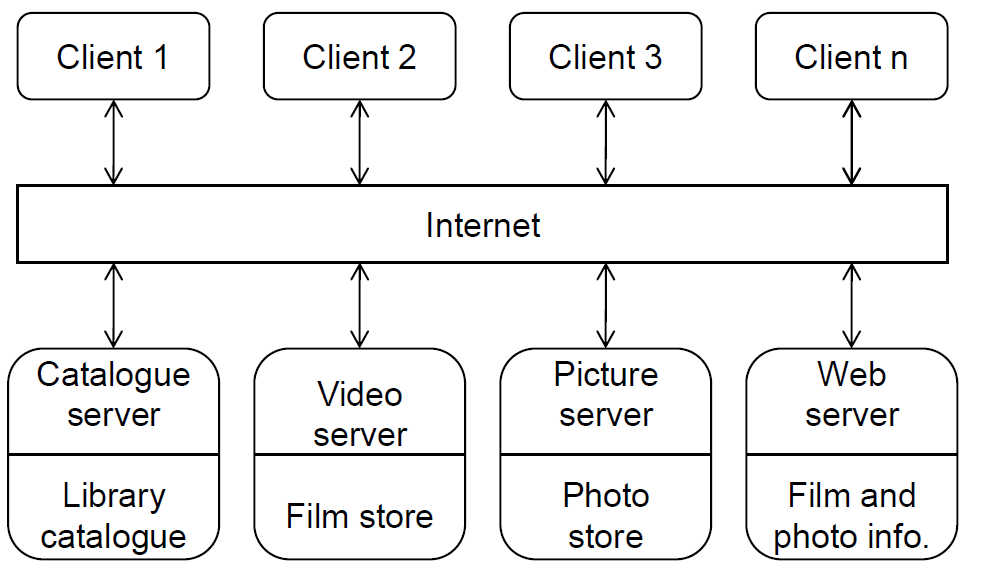 Client 1
Client 2
Client 3
Client n
Internet
Catalogue
server
Video
server
Picture
server
Web
server
Library
catalogue
Film store
Photo
store
Film and
photo info.